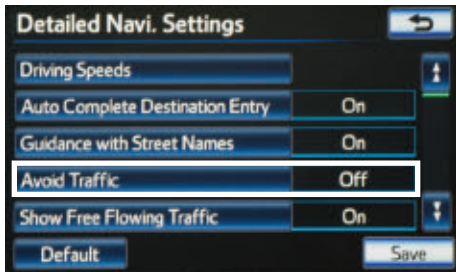 Detailed Navi. Settings
Driving Speeds
Auto Complete Destination Entry On
Guidance with Street Names On
Avoid Traffic Off
Show Free Flowing Traffic On
Default Save